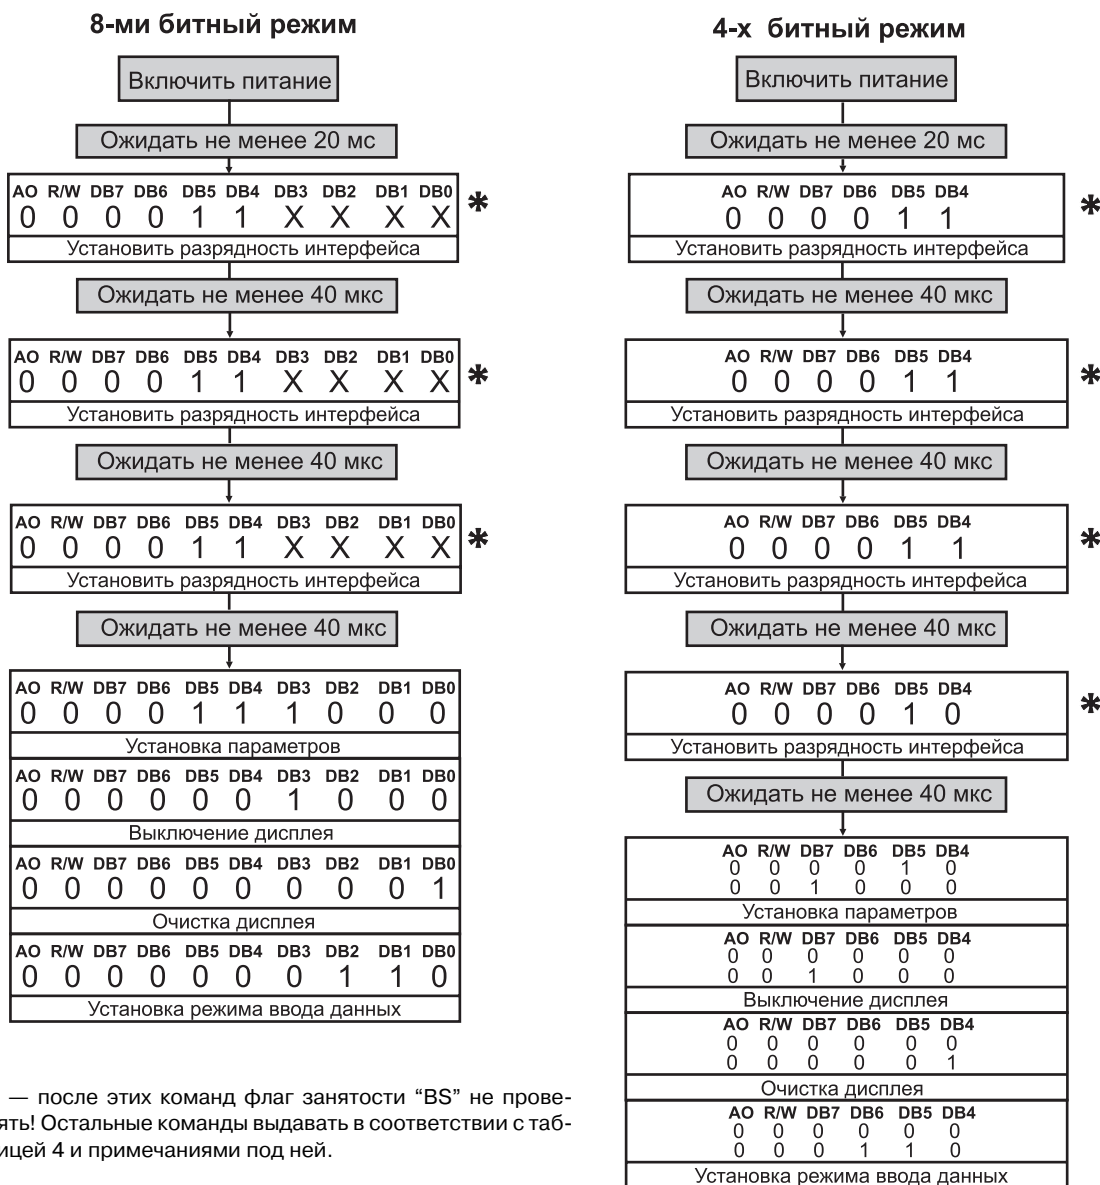 8-ми битный режим
Включить питание
Ожидать не менее 20 мс
AO R/W DB7 DB6 DB5 DB4 DB3 DB2 DB1 DB0
0 0 0 0 1 1 X X X X *
Установить разрядность интерфейса
Ожидать не менее 40 мкс
AO R/W DB7 DB6 DB5 DB4 DB3 DB2 DB1 DB0
0 0 0 0 1 1 X X X X *
Установить разрядность интерфейса
Ожидать не менее 40 мкс
AO R/W DB7 DB6 DB5 DB4 DB3 DB2 DB1 DB0
0 0 0 0 1 1 X X X X *
Установить разрядность интерфейса
Ожидать не менее 40 мкс
AO R/W DB7 DB6 DB5 DB4 DB3 DB2 DB1 DB0
0 0 0 0 1 1 1 0 0 0
Установка параметров
AO R/W DB7 DB6 DB5 DB4 DB3 DB2 DB1 DB0
0 0 0 0 0 0 1 0 0 0
Выключение дисплея
AO R/W DB7 DB6 DB5 DB4 DB3 DB2 DB1 DB0
0 0 0 0 0 0 0 0 0 1
Очистка дисплея
AO R/W DB7 DB6 DB5 DB4 DB3 DB2 DB1 DB0
0 0 0 0 0 0 0 1 1 0
Установка режима ввода данных
— после этих команд флаг занятости “BS” не прове-
ять! Остальные команды выдавать в соответствии с таб-
ицей 4 и примечаниями под ней.
4-х битный режим
Включить питание
Ожидать не менее 20 мс
AO R/W DB7 DB6 DB5 DB4
0 0 0 0 1 1 *
Установить разрядность интерфейса
Ожидать не менее 40 мкс
AO R/W DB7 DB6 DB5 DB4
0 0 0 0 1 1 *
Установить разрядность интерфейса
Ожидать не менее 40 мкс
AO R/W DB7 DB6 DB5 DB4
0 0 0 0 1 1 *
Установить разрядность интерфейса
Ожидать не менее 40 мкс
AO R/W DB7 DB6 DB5 DB4
0 0 0 0 1 0 *
Установить разрядность интерфейса
Ожидать не менее 40 мкс
AO R/W DB7 DB6 DB5 DB4
0 0 0 0 1 0
0 0 1 0 0 0
Установка параметров
AO R/W DB7 DB6 DB5 DB4
0 0 0 0 0 0
0 0 1 0 0 0
Выключение дисплея
AO R/W DB7 DB6 DB5 DB4
0 0 0 0 0 0
0 0 0 0 0 1
Очистка дисплея
AO R/W DB7 DB6 DB5 DB4
0 0 0 0 0 0
0 0 0 1 1 0
Установка режима ввода данных